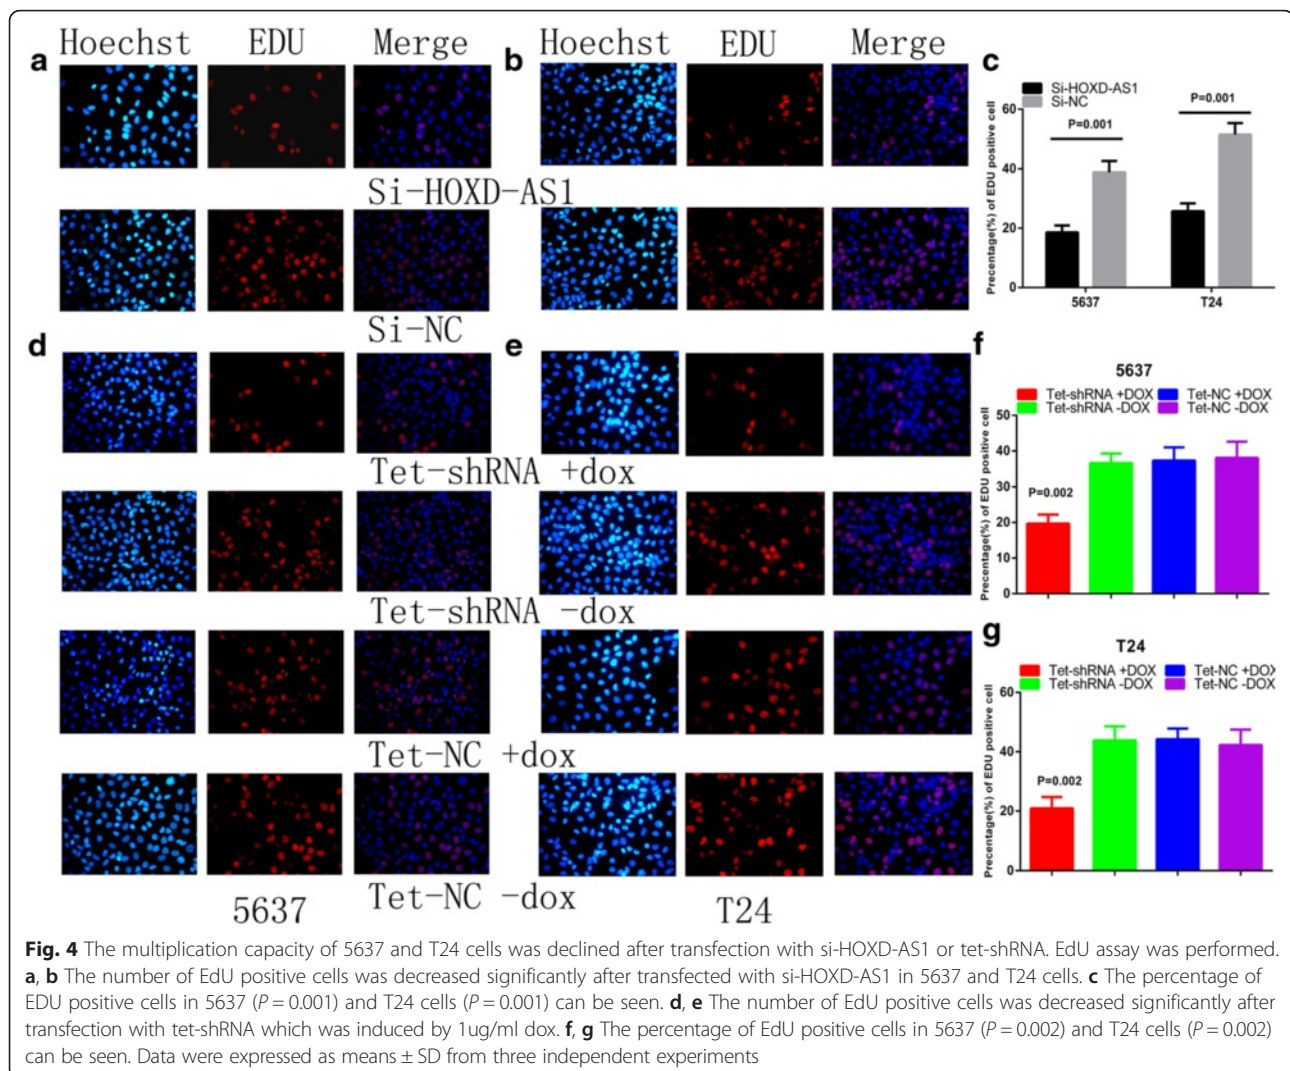 Hoechst EDU Merge Hoechst EDU Merge
a b c
Si-HOXD-AS1
Si-NC
Precentage(%) of EDU positive cell
60
40
20
0
P=0.001
P=0.001
5637 T24
Si-HOXD-AS1
Si-NC
d e f
5637
Tet-shRNA +DOX Tet-NC +DOX
Tet-shRNA -DOX Tet-NC -DOX
Precentage(%) of EDU positive cell
50
40
30
20
10
0
P=0.002
Tet-shRNA +dox
Tet-shRNA -dox
g
T24
Tet-shRNA +DOX Tet-NC +DOX
Tet-shRNA -DOX Tet-NC -DOX
Precentage(%) of EDU positive cell
60
40
20
0
P=0.002
Tet-NC +dox
Tet-NC -dox
5637 T24
Fig. 4 The multiplication capacity of 5637 and T24 cells was declined after transfection with si-HOXD-AS1 or tet-shRNA. EdU assay was performed.
a, b The number of EdU positive cells was decreased significantly after transfected with si-HOXD-AS1 in 5637 and T24 cells. c The percentage of
EDU positive cells in 5637 (P = 0.001) and T24 cells (P = 0.001) can be seen. d, e The number of EdU positive cells was decreased significantly after
transfection with tet-shRNA which was induced by 1ug/ml dox. f, g The percentage of EdU positive cells in 5637 (P = 0.002) and T24 cells (P = 0.002)
can be seen. Data were expressed as means ± SD from three independent experiments